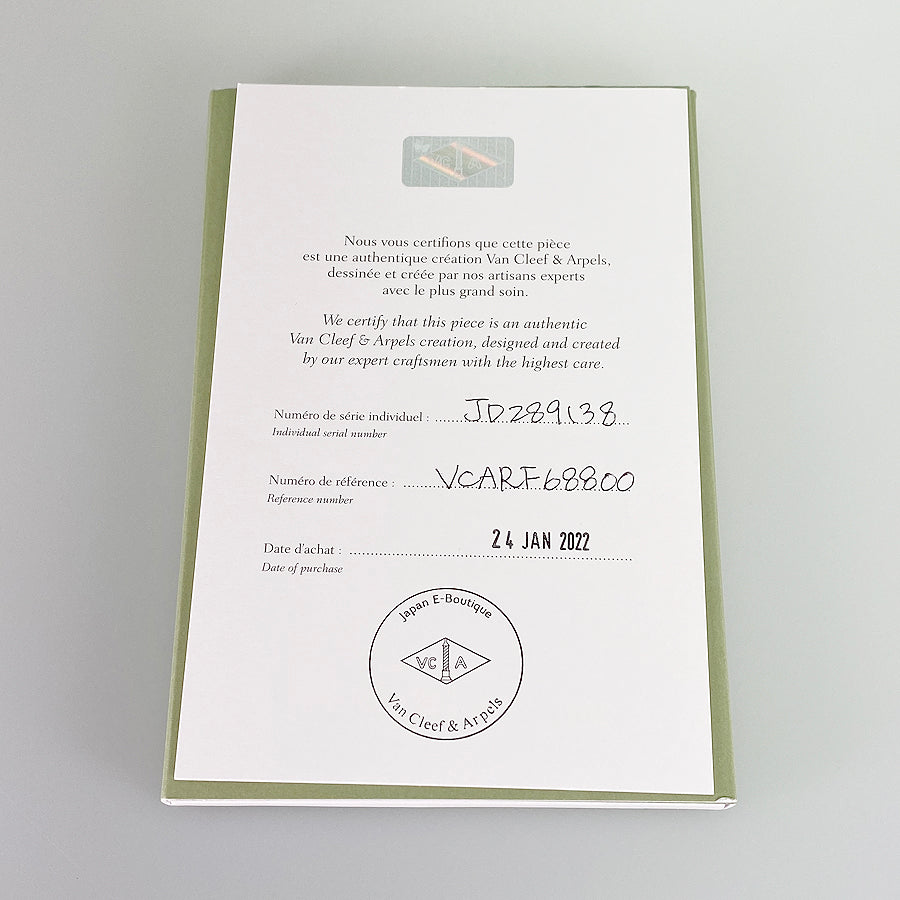 VC A
Nous vous certifions que cette pièce
est une authentique création Van Cleef & Arpels,
dessinée et créée par nos artisans experts
avec le plus grand soin.
We certify that this piece is an authentic
Van Cleef & Arpels creation, designed and created
by our expert craftsmen with the highest care.
Numéro de série individuel : JD289138
Individual serial number
Numéro de référence : VCARF68800
Reference number
Date d'achat : 24 JAN 2022
Date of purchase
Japan E-Boutique
VC A
Van Cleef & Arpels